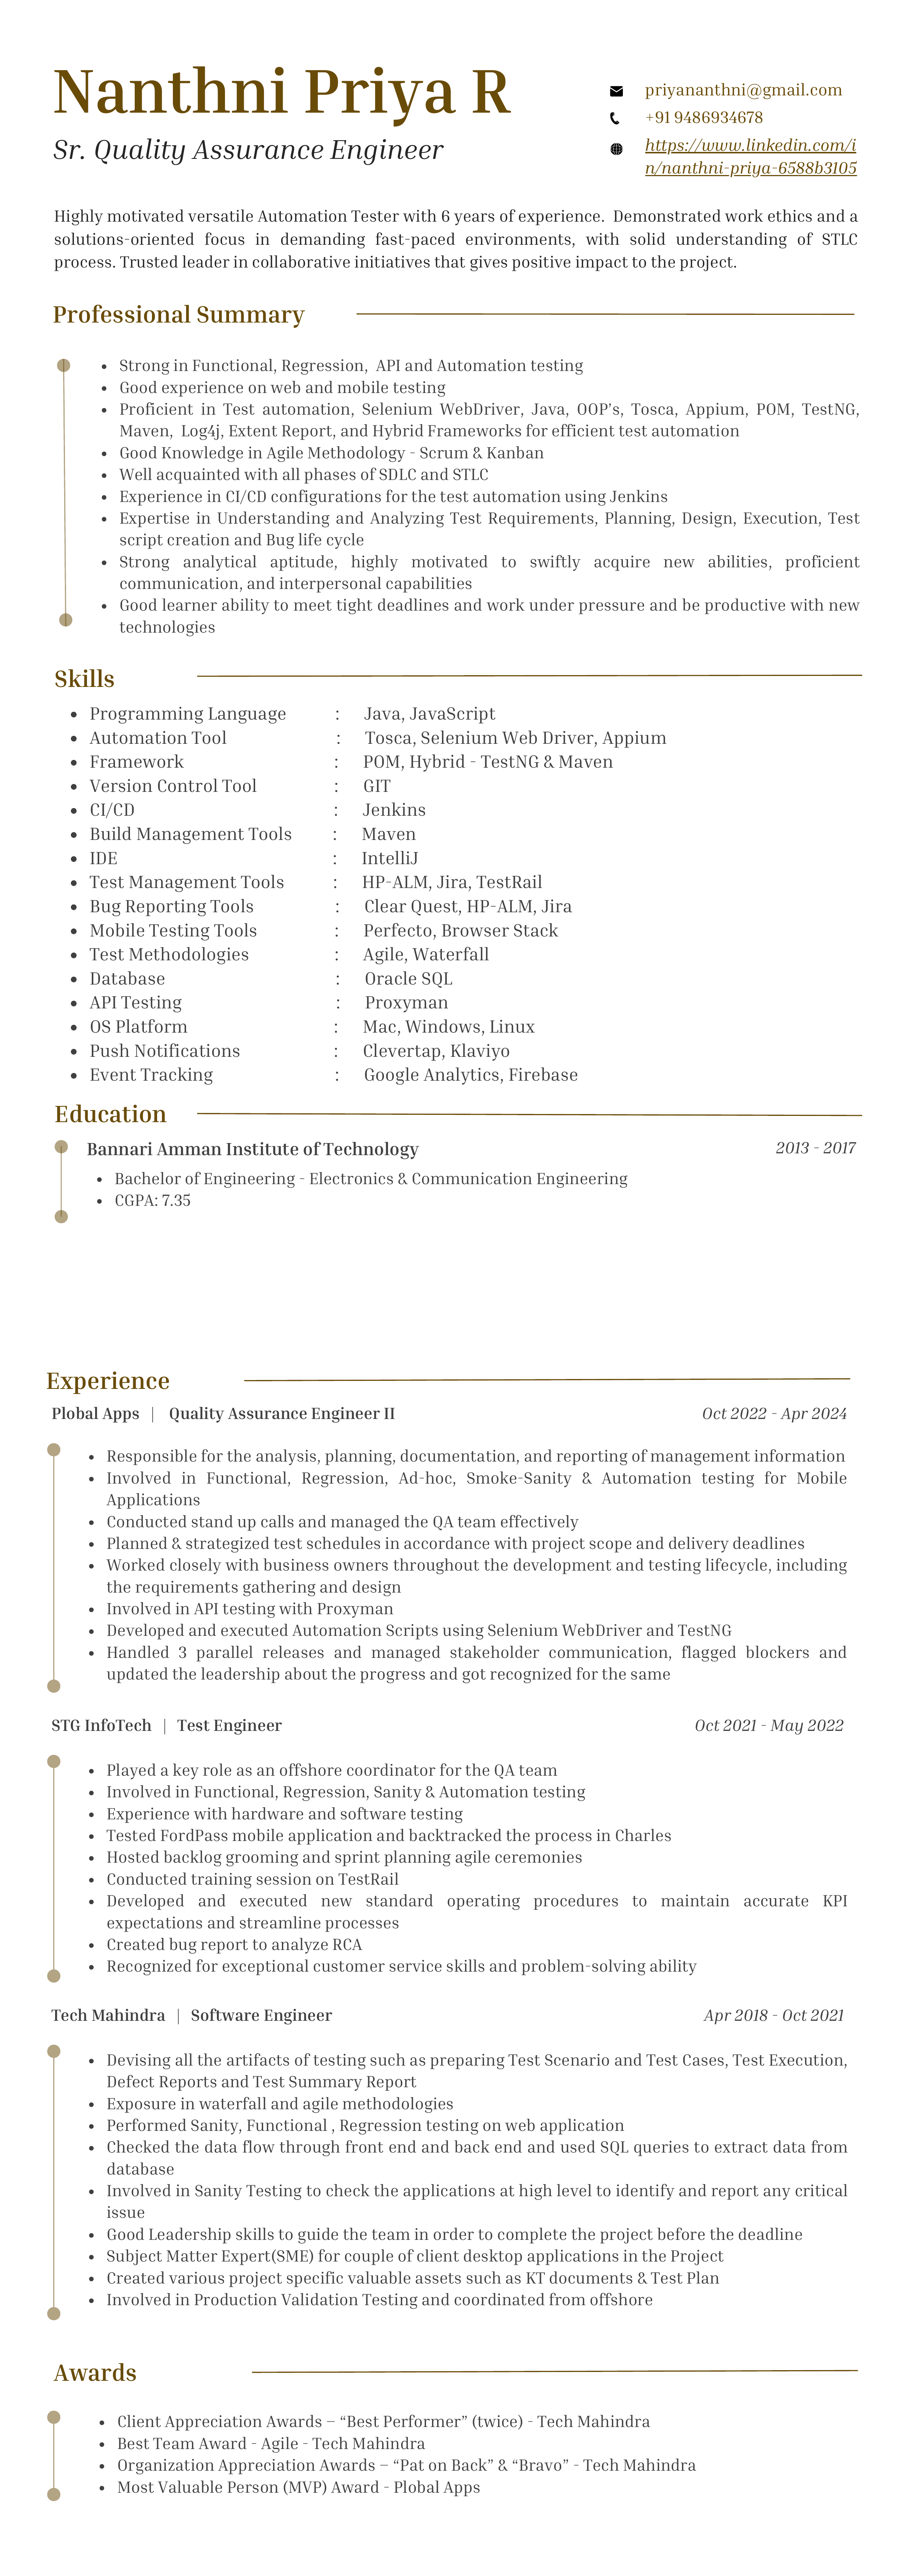 Nanthni Priya R
Sr. Quality Assurance Engineer
priyananthni@gmail.com
+91 9486934678
https://www.linkedin.com/i
n/nanthni-priya-6588b3105
Highly motivated versatile Automation Tester with 6 years of experience. Demonstrated work ethics and a
solutions-oriented focus in demanding fast-paced environments, with solid understanding of STLC
process. Trusted leader in collaborative initiatives that gives positive impact to the project.
Professional Summary
• Strong in Functional, Regression, API and Automation testing
• Good experience on web and mobile testing
• Proficient in Test automation, Selenium WebDriver, Java, OOP's, Tosca, Appium, POM, TestNG,
Maven, Log4j, Extent Report, and Hybrid Frameworks for efficient test automation
• Good Knowledge in Agile Methodology - Scrum & Kanban
• Well acquainted with all phases of SDLC and STLC
• Experience in CI/CD configurations for the test automation using Jenkins
• Expertise in Understanding and Analyzing Test Requirements, Planning, Design, Execution, Test
script creation and Bug life cycle
• Strong analytical aptitude, highly motivated to swiftly acquire new abilities, proficient
communication, and interpersonal capabilities
• Good learner ability to meet tight deadlines and work under pressure and be productive with new
technologies
Skills
• Programming Language : Java, JavaScript
• Automation Tool : Tosca, Selenium Web Driver, Appium
• Framework : POM, Hybrid - TestNG & Maven
• Version Control Tool : GIT
• CI/CD : Jenkins
• Build Management Tools : Maven
• IDE : IntelliJ
• Test Management Tools : HP-ALM, Jira, TestRail
• Bug Reporting Tools : Clear Quest, HP-ALM, Jira
• Mobile Testing Tools : Perfecto, Browser Stack
• Test Methodologies : Agile, Waterfall
• Database : Oracle SQL
• API Testing : Proxyman
• OS Platform : Mac, Windows, Linux
• Push Notifications : Clevertap, Klaviyo
• Event Tracking : Google Analytics, Firebase
Education
Bannari Amman Institute of Technology 2013 - 2017
• Bachelor of Engineering - Electronics & Communication Engineering
• CGPA: 7.35
Experience
Plobal Apps | Quality Assurance Engineer II Oct 2022 - Apr 2024
• Responsible for the analysis, planning, documentation, and reporting of management information
• Involved in Functional, Regression, Ad-hoc, Smoke-Sanity & Automation testing for Mobile
Applications
• Conducted stand up calls and managed the QA team effectively
• Planned & strategized test schedules in accordance with project scope and delivery deadlines
• Worked closely with business owners throughout the development and testing lifecycle, including
the requirements gathering and design
• Involved in API testing with Proxyman
• Developed and executed Automation Scripts using Selenium WebDriver and TestNG
• Handled 3 parallel releases and managed stakeholder communication, flagged blockers and
updated the leadership about the progress and got recognized for the same
STG InfoTech | Test Engineer Oct 2021 - May 2022
• Played a key role as an offshore coordinator for the QA team
• Involved in Functional, Regression, Sanity & Automation testing
• Experience with hardware and software testing
• Tested FordPass mobile application and backtracked the process in Charles
• Hosted backlog grooming and sprint planning agile ceremonies
• Conducted training session on TestRail
• Developed and executed new standard operating procedures to maintain accurate KPI
expectations and streamline processes
• Created bug report to analyze RCA
• Recognized for exceptional customer service skills and problem-solving ability
Tech Mahindra | Software Engineer Apr 2018 - Oct 2021
• Devising all the artifacts of testing such as preparing Test Scenario and Test Cases, Test Execution,
Defect Reports and Test Summary Report
• Exposure in waterfall and agile methodologies
• Performed Sanity, Functional , Regression testing on web application
• Checked the data flow through front end and back end and used SQL queries to extract data from
database
• Involved in Sanity Testing to check the applications at high level to identify and report any critical
issue
• Good Leadership skills to guide the team in order to complete the project before the deadline
• Subject Matter Expert(SME) for couple of client desktop applications in the Project
• Created various project specific valuable assets such as KT documents & Test Plan
• Involved in Production Validation Testing and coordinated from offshore
Awards
• Client Appreciation Awards – “Best Performer” (twice) - Tech Mahindra
• Best Team Award - Agile - Tech Mahindra
• Organization Appreciation Awards – “Pat on Back” & “Bravo” - Tech Mahindra
• Most Valuable Person (MVP) Award - Plobal Apps